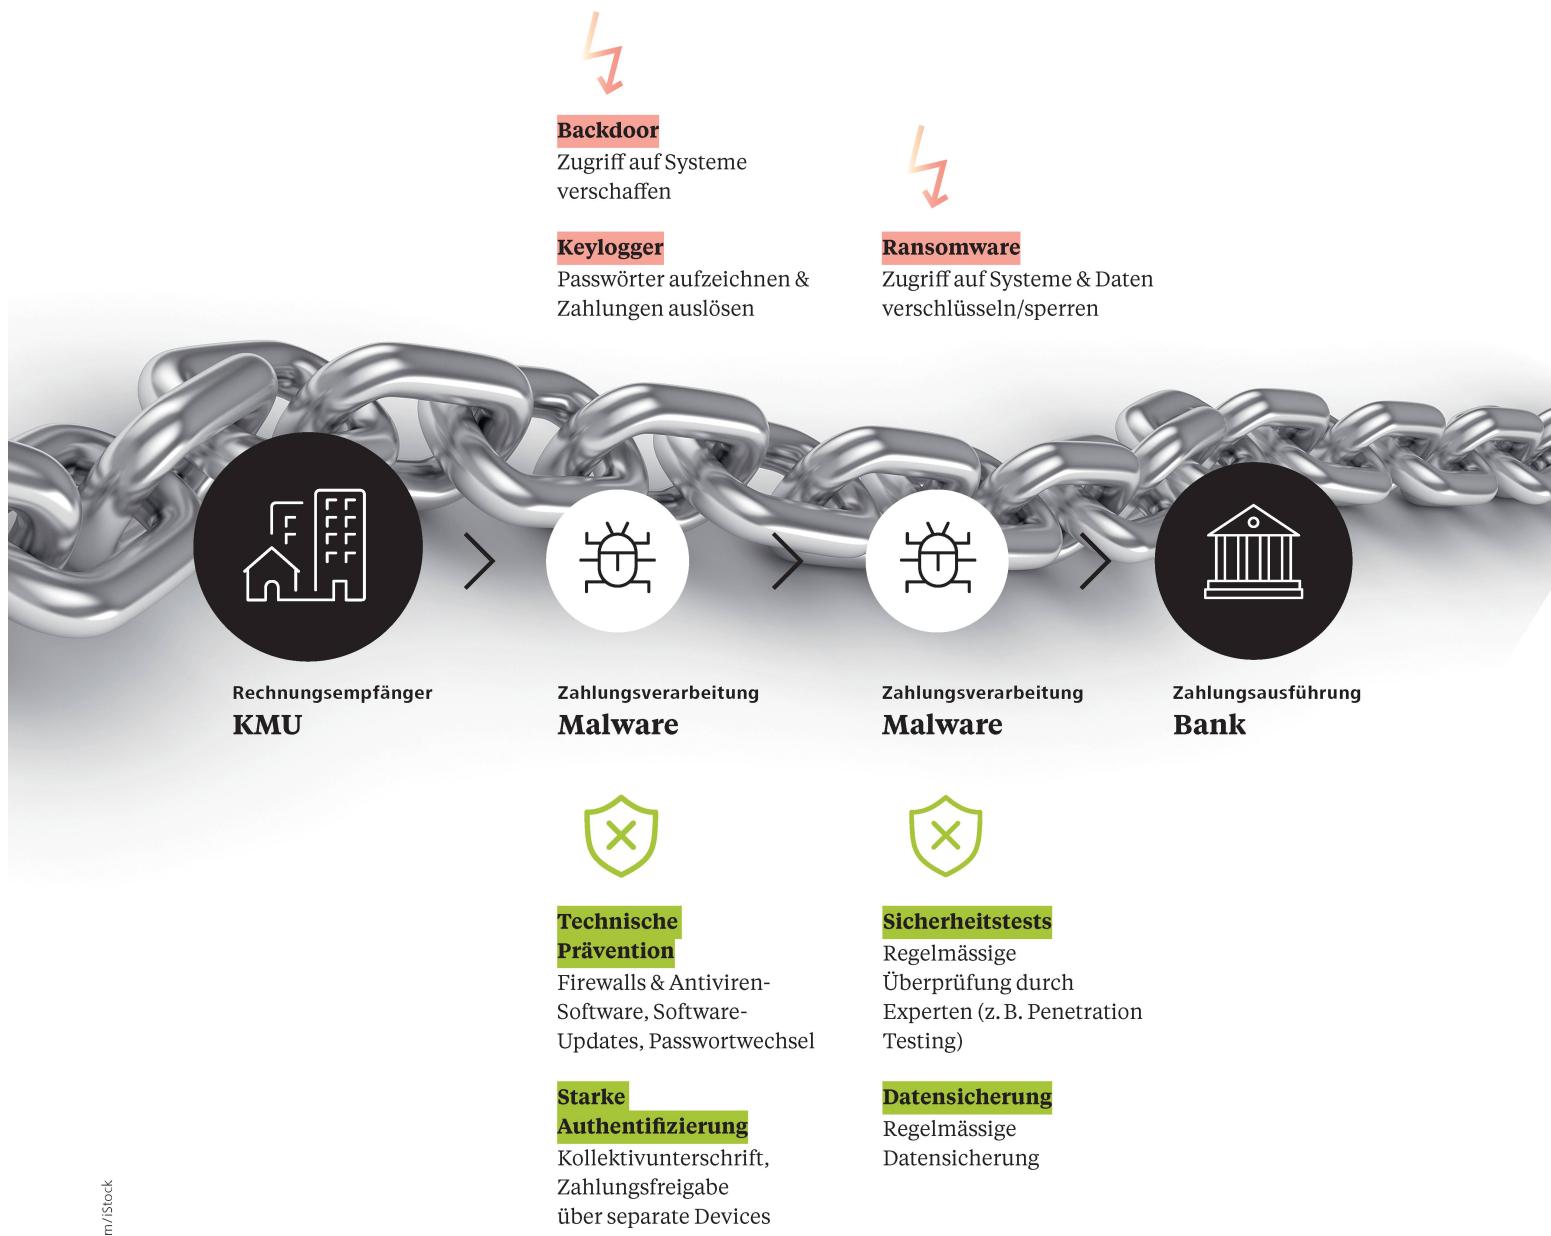 Backdoor
Zugriff auf Systeme
verschaffen
Keylogger
Passwörter aufzeichnen &
Zahlungen auslösen
Ransomware
Zugriff auf Systeme & Daten
verschlüsseln/sperren
Rechnungsempfänger
KMU
Zahlungsverarbeitung
Malware
Zahlungsverarbeitung
Malware
Zahlungsausführung
Bank
Technische
Prävention
Firewalls & Antiviren-
Software, Software-
Updates, Passwortwechsel
Starke
Authentifizierung
Kollektivunterschrift,
Zahlungsfreigabe
über separate Devices
Sicherheitstests
Regelmässige
Überprüfung durch
Experten (z. B. Penetration
Testing)
Datensicherung
Regelmässige
Datensicherung
m/iStock